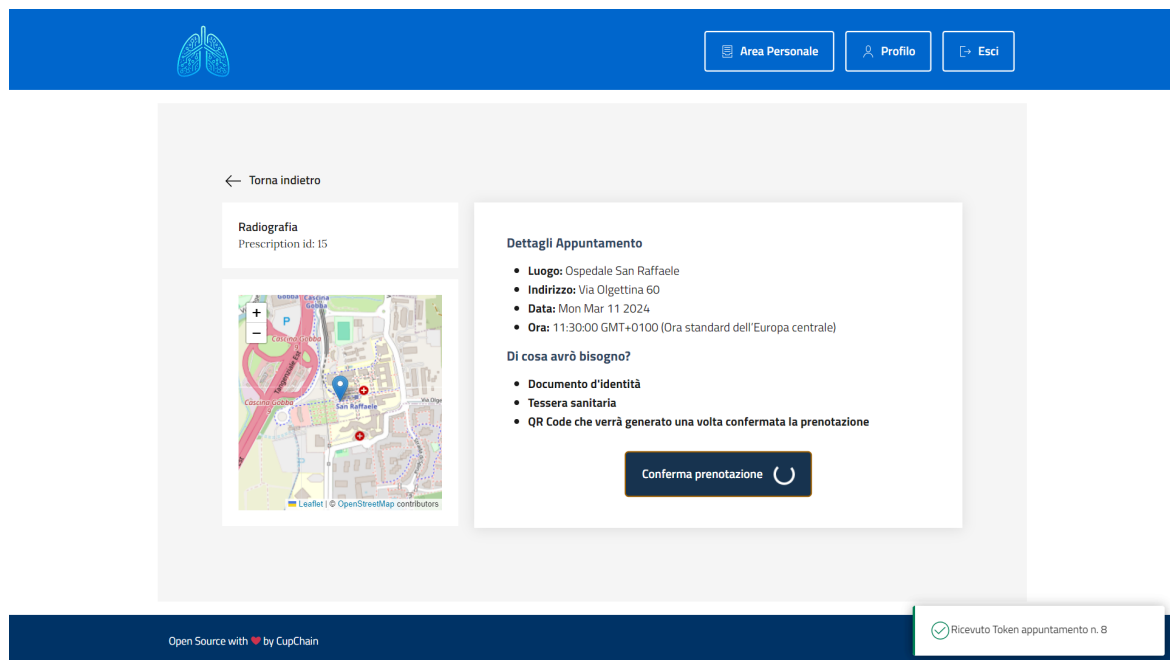 Area Personale
Profilo
Esci
Torna indietro
Radiografia
Prescription id: 15
Dettagli Appuntamento
Luogo: Ospedale San Raffaele
Indirizzo: Via Olgettina 60
Data: Mon Mar 11 2024
Ora: 11:30:00 GMT+0100 (Ora standard dell'Europa centrale)
Di cosa avrò bisogno?
Documento d'identità
Tessera sanitaria
QR Code che verrà generato una volta confermata la prenotazione
Conferma prenotazione
+
−
Gobba
Cascina
Gobba
P
Cascina Gobba
Tangenziale Est
Cascina Gobba
San Raffaele
Via Olge
Leaflet | © OpenStreetMap contributors
Open Source with ❤ by CupChain
Ricevuto Token appuntamento n. 8